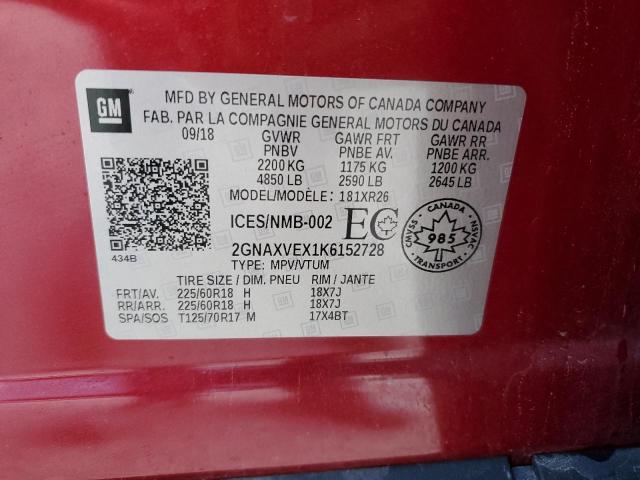 GM
MFD BY GENERAL MOTORS OF CANADA COMPANY
FAB. PAR LA COMPAGNIE GENERAL MOTORS DU CANADA
09/18 GVWR GAWR FRT GAWR RR
PNBV PNBE AV. PNBE ARR.
2200 KG 1175 KG 1200 KG
4850 LB 2590 LB 2645 LB
MODEL/MODÈLE: 181XR26
ICES/NMB-002 EC
CANADA
CMVSS 985 NSVAC
TRANSPORT
2GNAXVEX1K6152728
434B TYPE: MPV/VTUM
TIRE SIZE / DIM. PNEU RIM / JANTE
FRT/AV. 225/60R18 H 18X7J
RR/ARR. 225/60R18 H 18X7J
SPA/SOS T125/70R17 M 17X4BT